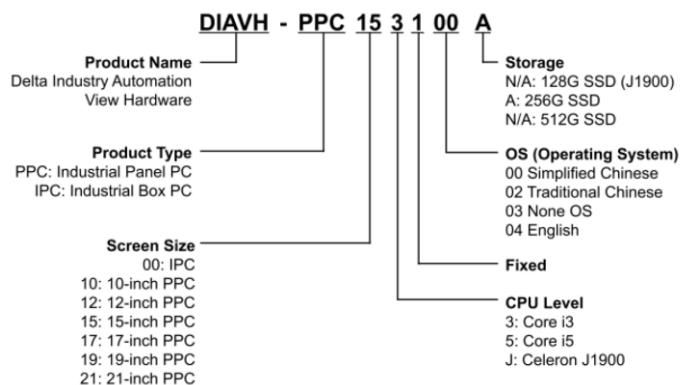 DIAVH - PPC 15 3 1 00 A
Product Name
Delta Industry Automation
View Hardware
Product Type
PPC: Industrial Panel PC
IPC: Industrial Box PC
Screen Size
00: IPC
10: 10-inch PPC
12: 12-inch PPC
15: 15-inch PPC
17: 17-inch PPC
19: 19-inch PPC
21: 21-inch PPC
Storage
N/A: 128G SSD (J1900)
A: 256G SSD
N/A: 512G SSD
OS (Operating System)
00 Simplified Chinese
02 Traditional Chinese
03 None OS
04 English
Fixed
CPU Level
3: Core i3
5: Core i5
J: Celeron J1900